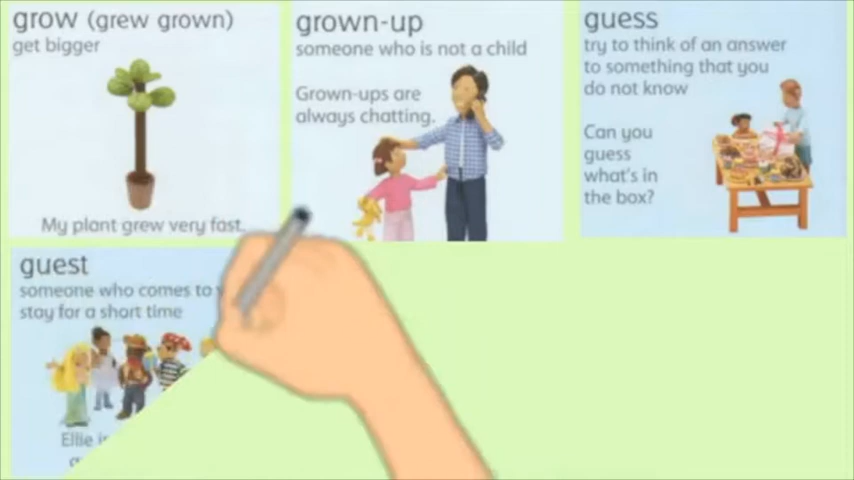 grow (grew grown)
get bigger
My plant grew very fast.
grown-up
someone who is not a child
Grown-ups are
always chatting.
guess
try to think of an answer
to something that you
do not know
Can you
guess
what's in
the box?
guest
someone who comes to
stay for a short time
Ellie